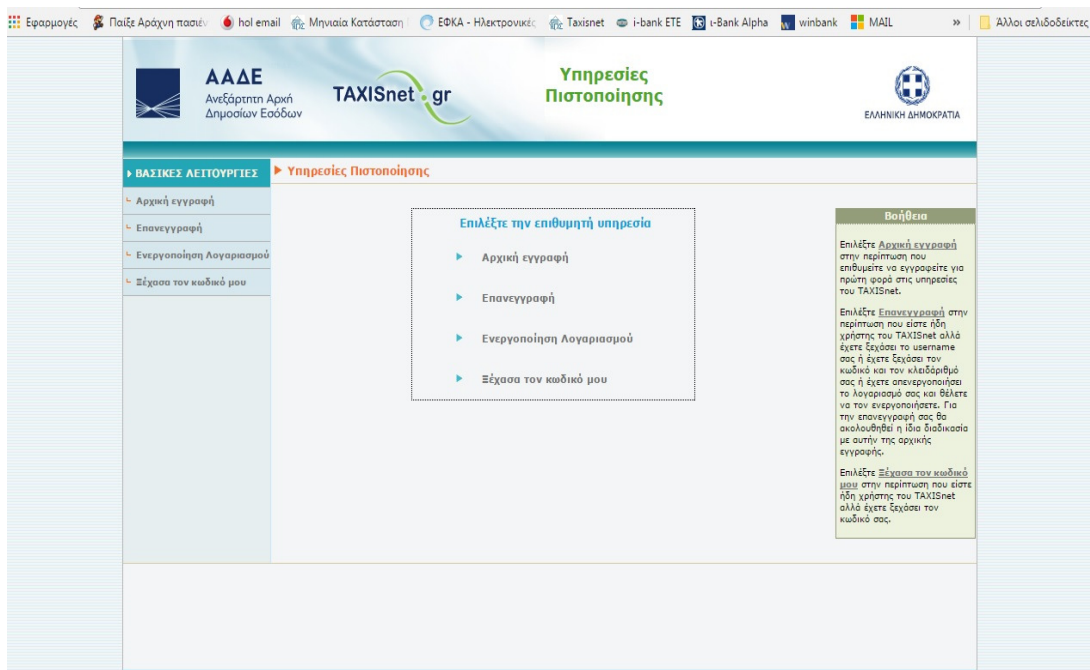 Εφαρμογές Παίξε Αράχνη πασιέν hol email Μηνιαία Κατάσταση ΕΦΚΑ - Ηλεκτρονικές Taxisnet i-bank ΕΤΕ ι-Bank Alpha winbank MAIL » Άλλοι σελιδοδείκτες
ΑΑΔΕ
Ανεξάρτητη Αρχή
Δημοσίων Εσόδων
TAXISnet.gr
Υπηρεσίες
Πιστοποίησης
ΕΛΛΗΝΙΚΗ ΔΗΜΟΚΡΑΤΙΑ
ΒΑΣΙΚΕΣ ΛΕΙΤΟΥΡΓΙΕΣ
Αρχική εγγραφή
Επανεγγραφή
Ενεργοποίηση Λογαριασμού
Ξέχασα τον κωδικό μου
Υπηρεσίες Πιστοποίησης
Επιλέξτε την επιθυμητή υπηρεσία
Αρχική εγγραφή
Επανεγγραφή
Ενεργοποίηση Λογαριασμού
Ξέχασα τον κωδικό μου
Βοήθεια
Επιλέξτε Αρχική εγγραφή
στην περίπτωση που
επιθυμείτε να εγγραφείτε για
πρώτη φορά στις υπηρεσίες
του TAXISnet.
Επιλέξτε Επανεγγραφή στην
περίπτωση που είστε ήδη
χρήστης του TAXISnet αλλά
έχετε ξεχάσει το username
σας ή έχετε ξεχάσει τον
κωδικό και τον κλειδάριθμό
σας ή έχετε απενεργοποιήσει
το λογαριασμό σας και θέλετε
να τον ενεργοποιήσετε. Για
την επανεγγραφή σας θα
ακολουθηθεί η ίδια διαδικασία
με αυτήν της αρχικής
εγγραφής.
Επιλέξτε Ξέχασα τον κωδικό
μου στην περίπτωση που είστε
ήδη χρήστης του TAXISnet
αλλά έχετε ξεχάσει τον
κωδικό σας.